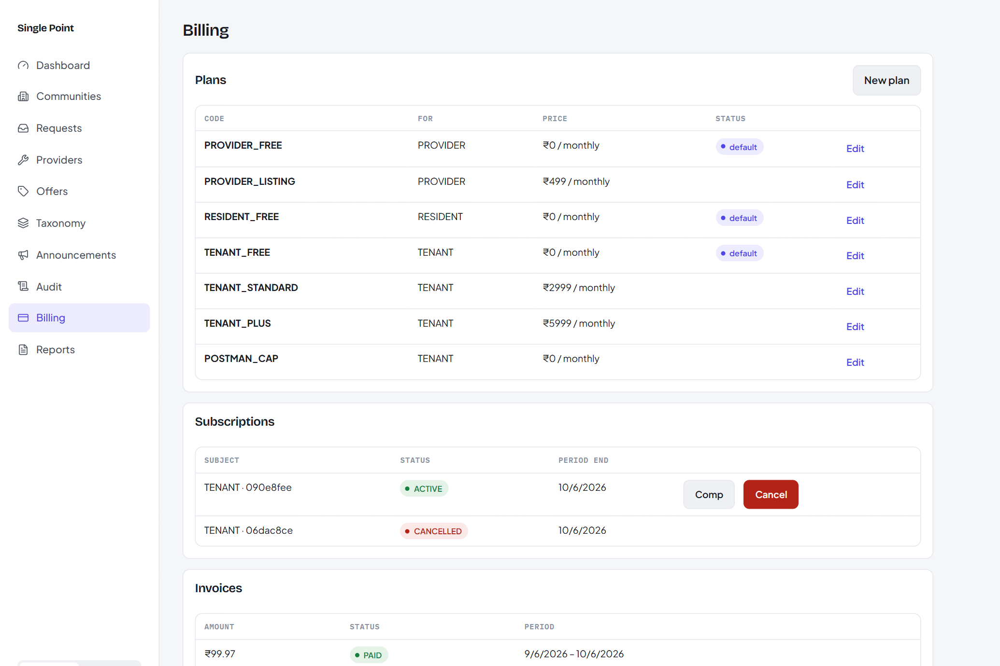 Single Point
Dashboard
Communities
Requests
Providers
Offers
Taxonomy
Announcements
Audit
Billing
Reports
Billing
Plans
New plan
CODE FOR PRICE STATUS
PROVIDER_FREE PROVIDER ₹0 / monthly default Edit
PROVIDER_LISTING PROVIDER ₹499 / monthly Edit
RESIDENT_FREE RESIDENT ₹0 / monthly default Edit
TENANT_FREE TENANT ₹0 / monthly default Edit
TENANT_STANDARD TENANT ₹2999 / monthly Edit
TENANT_PLUS TENANT ₹5999 / monthly Edit
POSTMAN_CAP TENANT ₹0 / monthly Edit
Subscriptions
SUBJECT STATUS PERIOD END
TENANT · 090e8fee ACTIVE 10/6/2026 Comp Cancel
TENANT · 06dac8ce CANCELLED 10/6/2026
Invoices
AMOUNT STATUS PERIOD
₹99.97 PAID 9/6/2026 – 10/6/2026